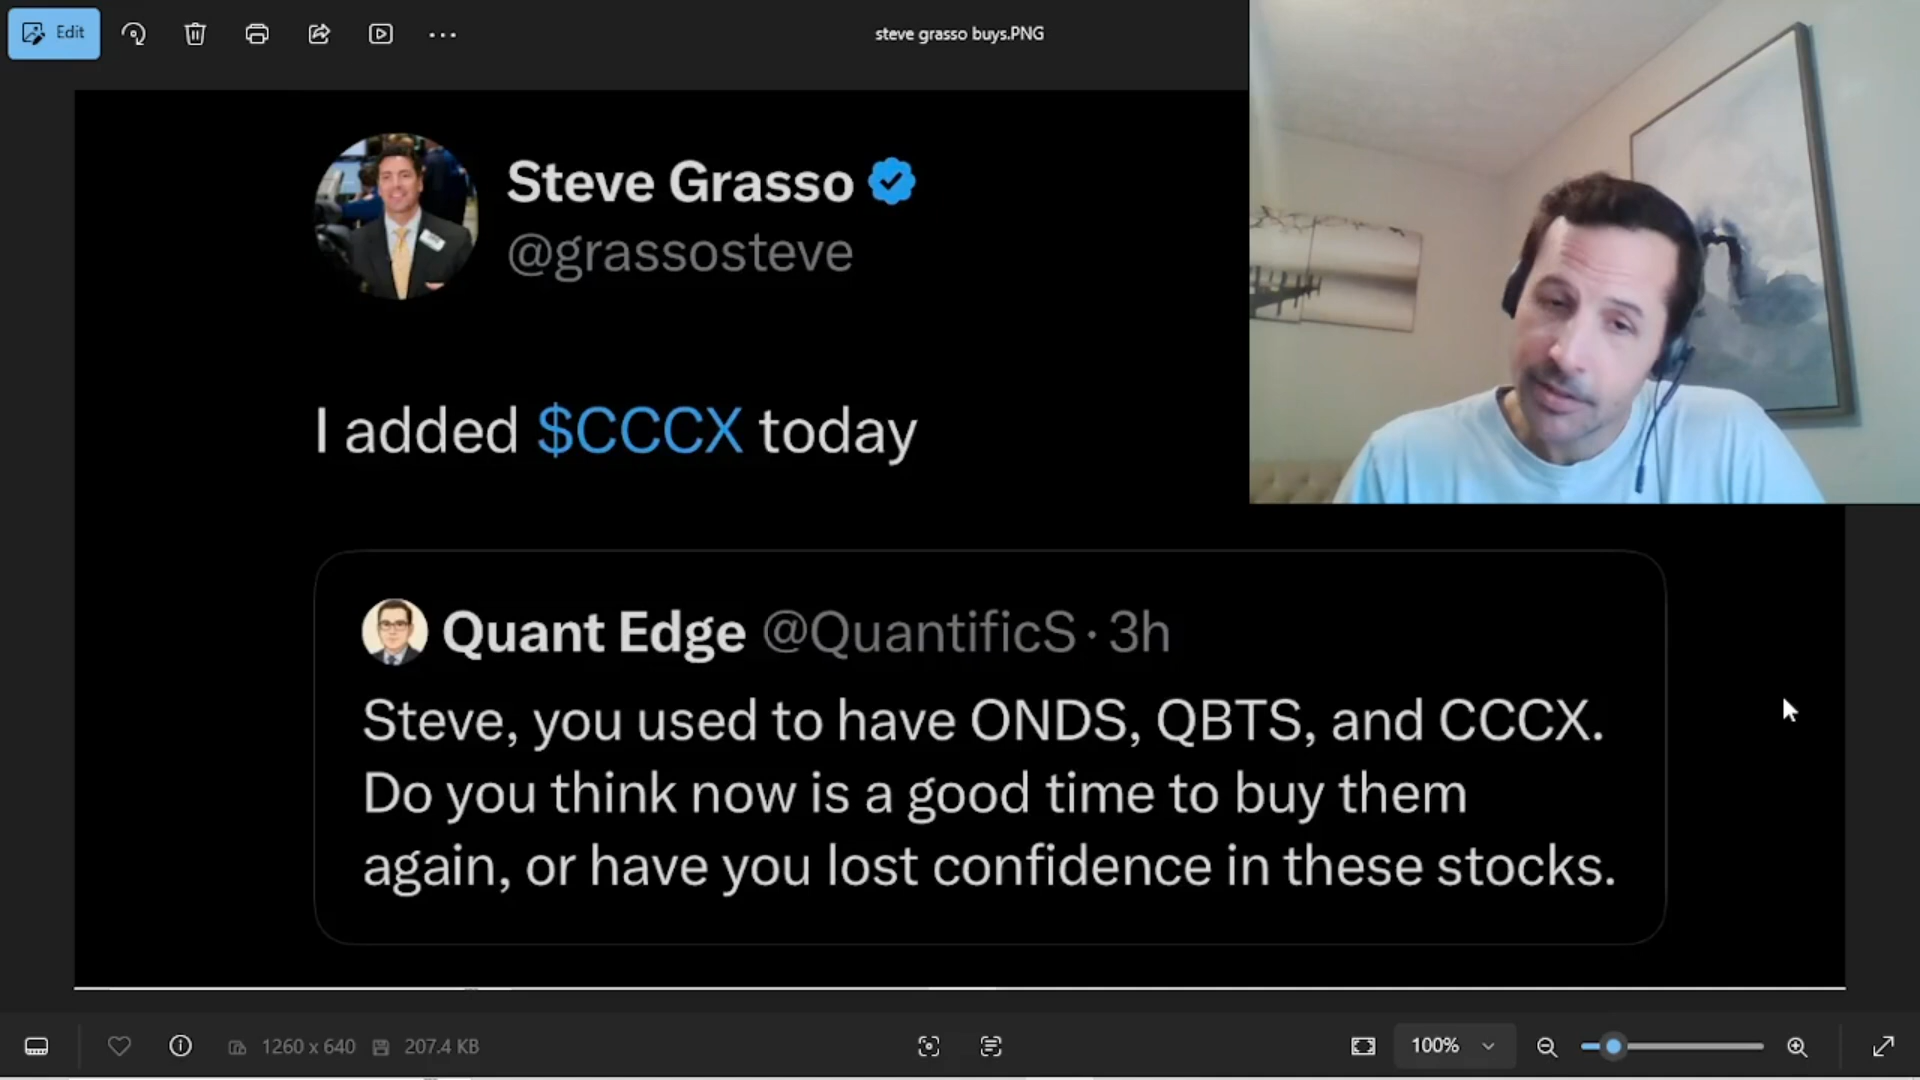 Edit
steve grasso buys.PNG
Steve Grasso
@grassosteve
I added $CCCX today
Quant Edge @QuantificS · 3h
Steve, you used to have ONDS, QBTS, and CCCX.
Do you think now is a good time to buy them
again, or have you lost confidence in these stocks.
1260 x 640
207.4 KB
100%